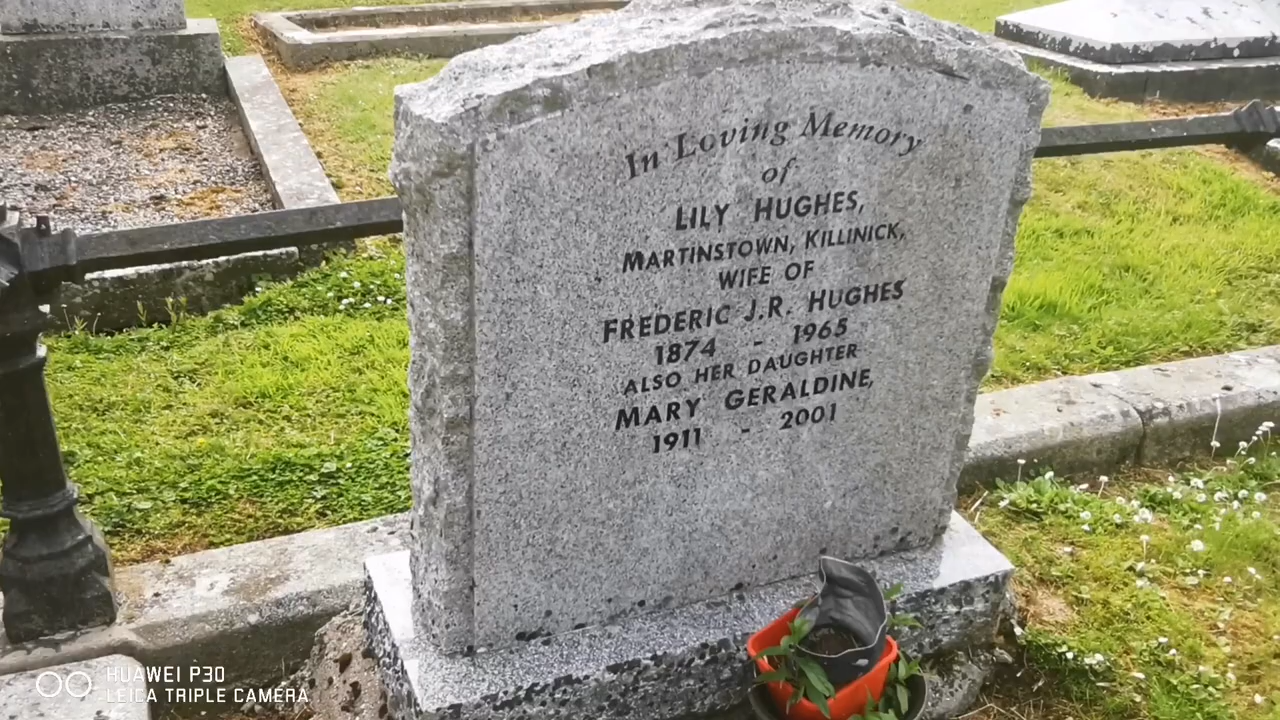 In Loving Memory
of
LILY HUGHES,
MARTINSTOWN, KILLINICK,
WIFE OF
FREDERIC J.R. HUGHES
1874 - 1965
ALSO HER DAUGHTER
MARY GERALDINE,
1911 - 2001
HUAWEI P30
LEICA TRIPLE CAMERA